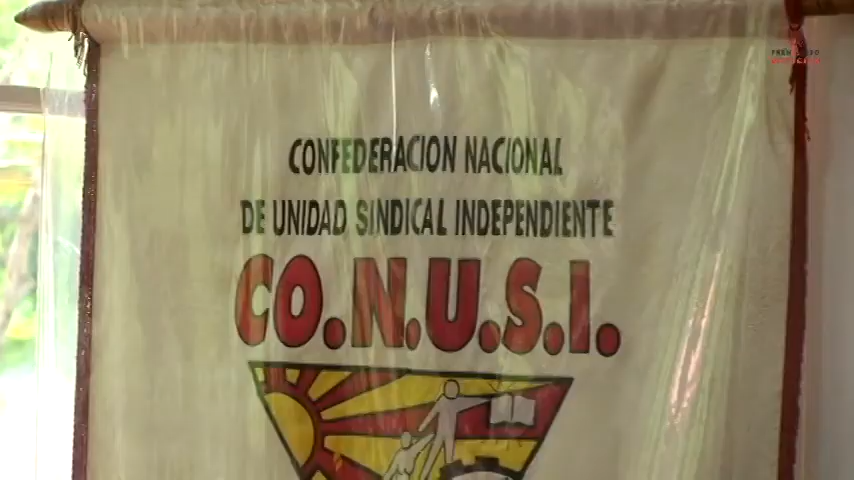 CONFEDERACION NACIONAL
DE UNIDAD SINDICAL INDEPENDIENTE
CO.N.U.S.I.